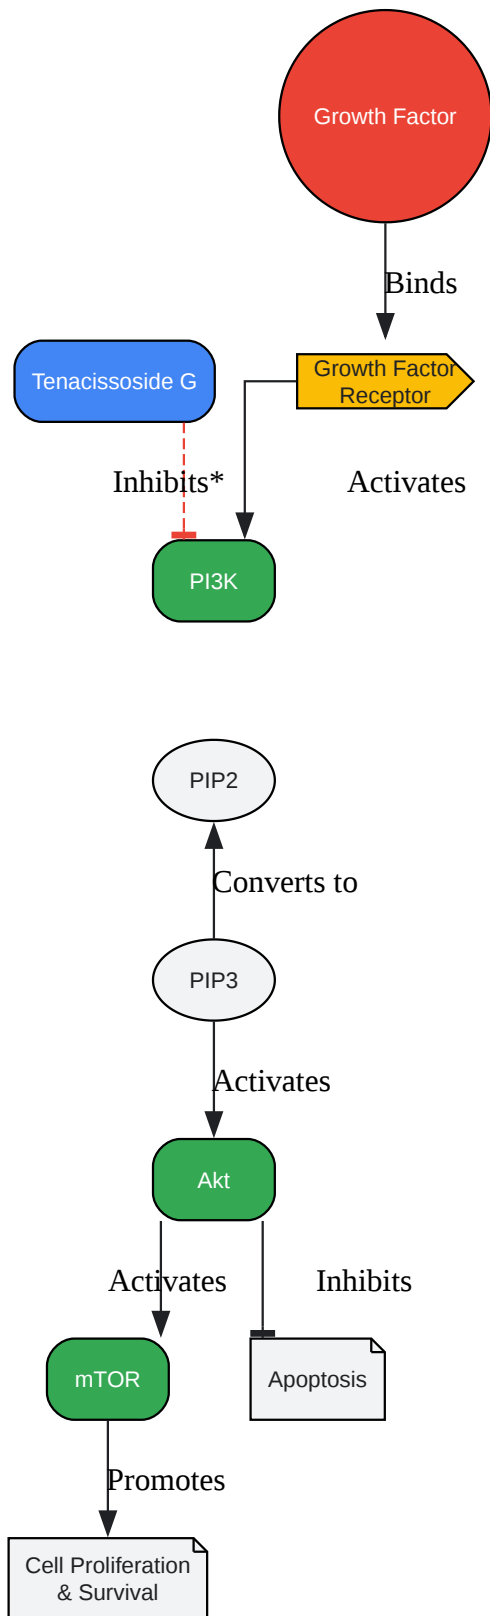 Growth Factor
Binds
Tenacissoside G
Growth Factor
Receptor
Inhibits*
Activates
PI3K
PIP2
Converts to
PIP3
Activates
Akt
Activates
Inhibits
mTOR
Apoptosis
Promotes
Cell Proliferation
& Survival